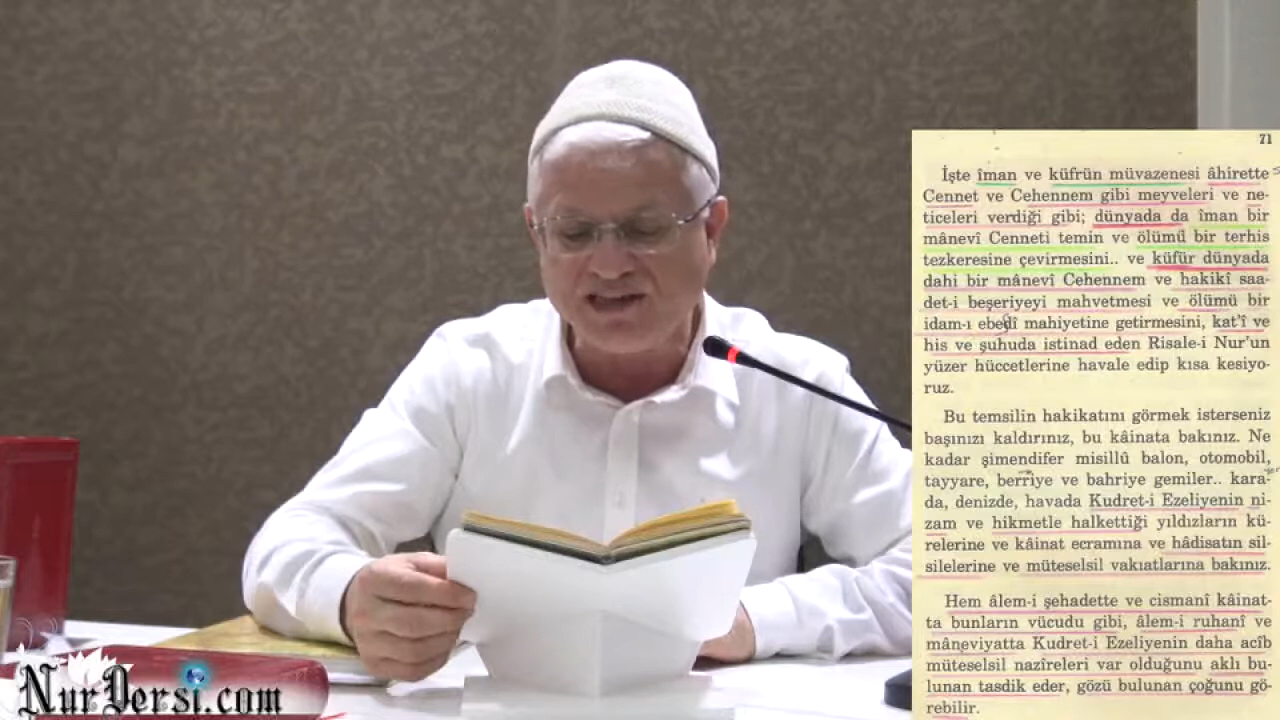 71
İşte îman ve küfrün müvazenesi âhirette
Cennet ve Cehennem gibi meyveleri ve ne-
ticeleri verdiği gibi; dünyada da îman bir
mânevî Cenneti temin ve ölümü bir terhis
tezkeresine çevirmesini.. ve küfür dünyada
dahi bir mânevî Cehennem ve hakikî saa-
det-i beşeriyeyi mahvetmesi ve ölümü bir
idam-ı ebedî mahiyetine getirmesini, kat'î ve
his ve şuhuda istinad eden Risale-i Nur'un
yüzer hüccetlerine havale edip kısa kesiyo-
ruz.
Bu temsilin hakikatını görmek isterseniz
başınızı kaldırınız, bu kâinata bakınız. Ne
kadar şimendifer misillû balon, otomobil,
tayyare, berriye ve bahriye gemiler.. kara-
da, denizde, havada Kudret-i Ezeliyenin ni-
zam ve hikmetle halkettiği yıldızların kü-
relerine ve kâinat ecramına ve hâdisatın sil-
silelerine ve müteselsil vakıatlarına bakınız.
Hem âlem-i şehadette ve cismanî kâinat-
ta bunların vücudu gibi, âlem-i ruhanî ve
mâneviyatta Kudret-i Ezeliyenin daha acîb
müteselsil nazîreleri var olduğunu aklı bu-
lunan tasdik eder, gözü bulunan çoğunu gö-
rebilir.
NurDersi.com